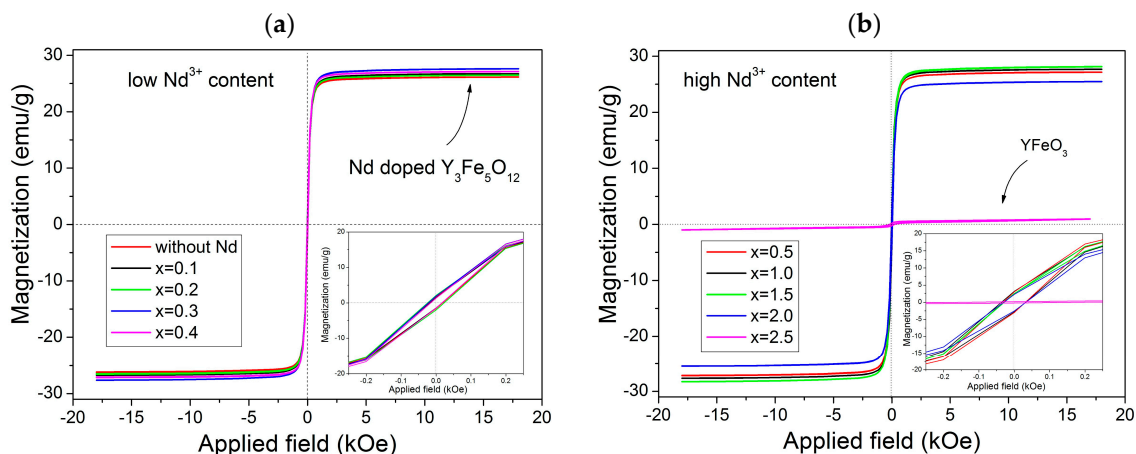 (a)
30
20
10
0
-10
-20
-30
Magnetization (emu/g)
low Nd³⁺ content
Nd doped Y₃Fe₅O₁₂
without Nd
x=0.1
x=0.2
x=0.3
x=0.4
20
15
10
5
0
-5
-10
-15
-20
Magnetization (emu/g)
-0.2 -0.1 0.0 0.1 0.2
Applied field (kOe)
-20 -15 -10 -5 0 5 10 15 20
Applied field (kOe)
(b)
30
20
10
0
-10
-20
-30
Magnetization (emu/g)
high Nd³⁺ content
YFeO₃
x=0.5
x=1.0
x=1.5
x=2.0
x=2.5
20
15
10
5
0
-5
-10
-15
-20
Magnetization (emu/g)
-0.2 -0.1 0.0 0.1 0.2
Applied field (kOe)
-20 -15 -10 -5 0 5 10 15 20
Applied field (kOe)